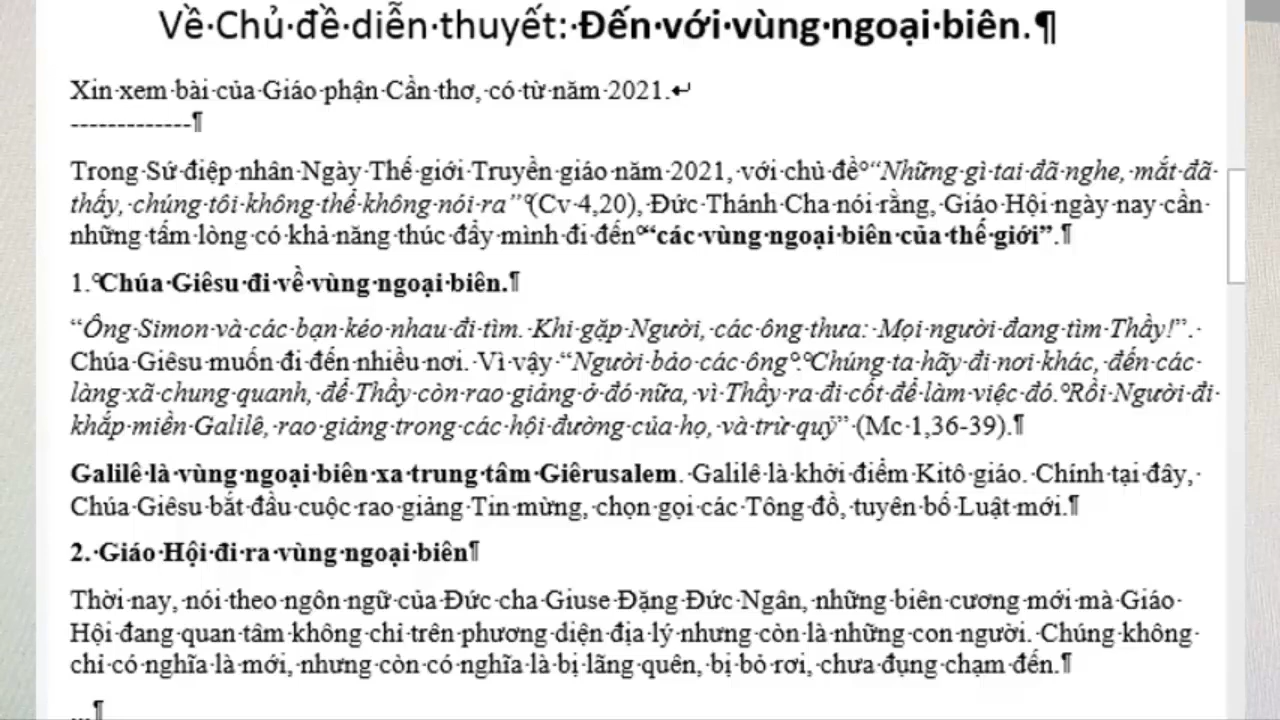 Về Chủ đề diễn thuyết: Đến với vùng ngoại biên.¶
Xin xem bài của Giáo phận Cần thơ, có từ năm 2021.↵
-------------¶
Trong Sứ điệp nhân Ngày Thế giới Truyền giáo năm 2021, với chủ đề “Những gì tai đã nghe, mắt đã
thấy, chúng tôi không thể không nói ra” (Cv 4,20), Đức Thánh Cha nói rằng, Giáo Hội ngày nay cần
những tấm lòng có khả năng thúc đẩy mình đi đến “các vùng ngoại biên của thế giới”.¶
1. Chúa Giêsu đi về vùng ngoại biên.¶
“Ông Simon và các bạn kéo nhau đi tìm. Khi gặp Người, các ông thưa: Mọi người đang tìm Thầy!”.
Chúa Giêsu muốn đi đến nhiều nơi. Vì vậy “Người bảo các ông : Chúng ta hãy đi nơi khác, đến các
làng xã chung quanh, để Thầy còn rao giảng ở đó nữa, vì Thầy ra đi cốt để làm việc đó. Rồi Người đi
khắp miền Galilê, rao giảng trong các hội đường của họ, và trừ quỷ” (Mc 1,36-39).¶
Galilê là vùng ngoại biên xa trung tâm Giêrusalem. Galilê là khởi điểm Kitô giáo. Chính tại đây,
Chúa Giêsu bắt đầu cuộc rao giảng Tin mừng, chọn gọi các Tông đồ, tuyên bố Luật mới.¶
2. Giáo Hội đi ra vùng ngoại biên¶
Thời nay, nói theo ngôn ngữ của Đức cha Giuse Đặng Đức Ngân, những biên cương mới mà Giáo
Hội đang quan tâm không chỉ trên phương diện địa lý nhưng còn là những con người. Chúng không
chỉ có nghĩa là mới, nhưng còn có nghĩa là bị lãng quên, bị bỏ rơi, chưa đụng chạm đến.¶
...¶